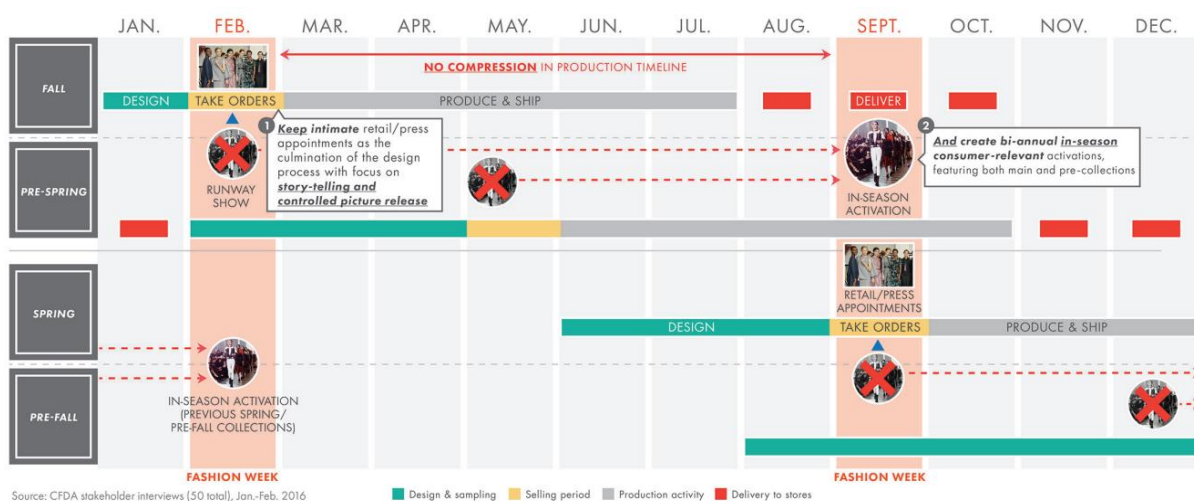 JAN. FEB. MAR. APR. MAY. JUN. JUL. AUG. SEPT. OCT. NOV. DEC.
FALL
NO COMPRESSION IN PRODUCTION TIMELINE
DESIGN
TAKE ORDERS
PRODUCE & SHIP
DELIVER
1
Keep intimate retail/press
appointments as the
culmination of the design
process with focus on
story-telling and
controlled picture release
2
And create bi-annual in-season
consumer-relevant activations,
featuring both main and pre-collections
PRE-SPRING
RUNWAY
SHOW
IN-SEASON
ACTIVATION
SPRING
RETAIL/PRESS
APPOINTMENTS
DESIGN
TAKE ORDERS
PRODUCE & SHIP
PRE-FALL
IN-SEASON ACTIVATION
(PREVIOUS SPRING/
PRE-FALL COLLECTIONS)
FASHION WEEK
FASHION WEEK
Source: CFDA stakeholder interviews (50 total), Jan.-Feb. 2016
Design & sampling
Selling period
Production activity
Delivery to stores